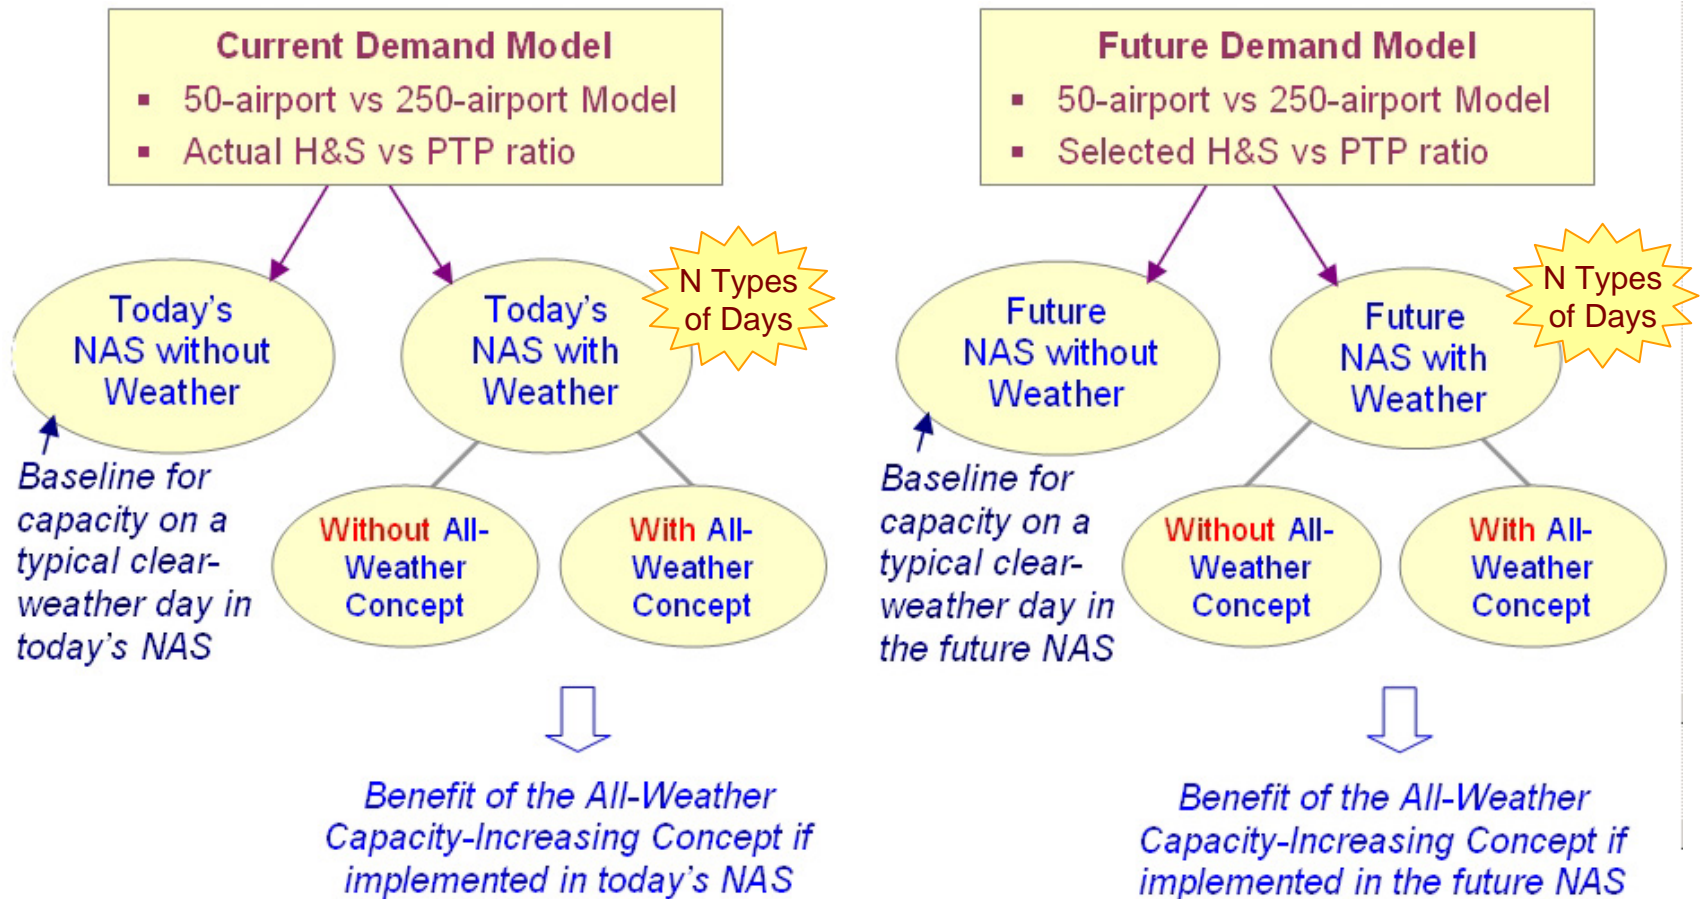 Current Demand Model
▪ 50-airport vs 250-airport Model
▪ Actual H&S vs PTP ratio
Today's
NAS without
Weather
Today's
NAS with
Weather
N Types
of Days
Baseline for
capacity on a
typical clear-
weather day in
today's NAS
Without All-
Weather
Concept
With All-
Weather
Concept
Benefit of the All-Weather
Capacity-Increasing Concept if
implemented in today's NAS
Future Demand Model
▪ 50-airport vs 250-airport Model
▪ Selected H&S vs PTP ratio
Future
NAS without
Weather
Future
NAS with
Weather
N Types
of Days
Baseline for
capacity on a
typical clear-
weather day in
the future NAS
Without All-
Weather
Concept
With All-
Weather
Concept
Benefit of the All-Weather
Capacity-Increasing Concept if
implemented in the future NAS